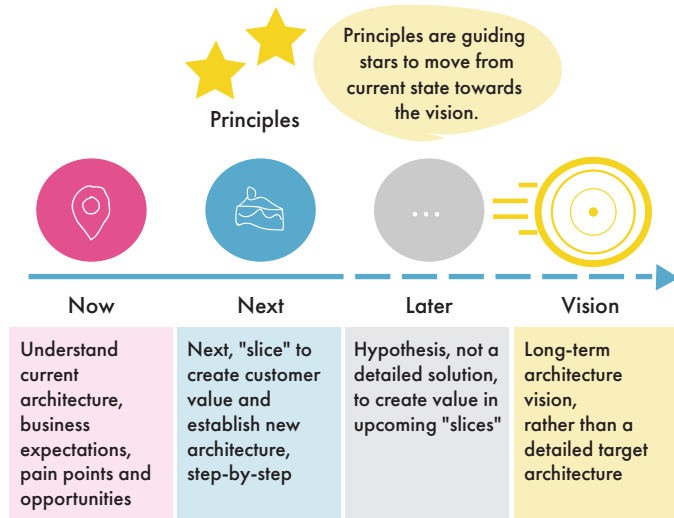 Principles are guiding
stars to move from
current state towards
the vision.
Principles
...
Now
Next
Later
Vision
Understand
current
architecture,
business
expectations,
pain points and
opportunities
Next, "slice" to
create customer
value and
establish new
architecture,
step-by-step
Hypothesis, not a
detailed solution,
to create value in
upcoming "slices"
Long-term
architecture
vision,
rather than a
detailed target
architecture